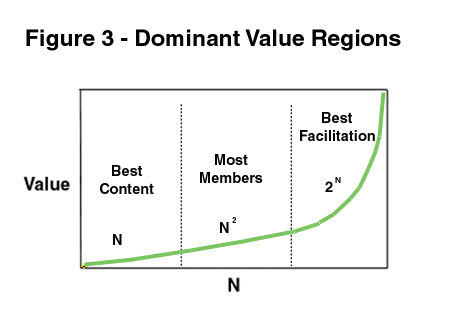 Figure 3 - Dominant Value Regions
Best
Facilitation
Most
Members
Best
Content
Value
2^N
N^2
N
N